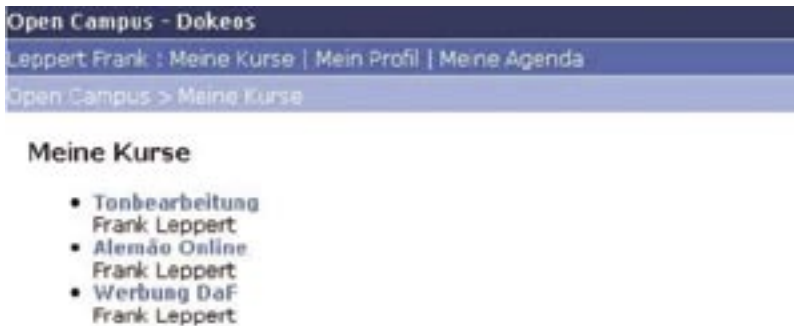 Open Campus - Dokeos
Leppert Frank : Meine Kurse | Mein Profil | Meine Agenda
Open Campus > Meine Kurse
Meine Kurse
Tonbearbeitung
Frank Leppert
Alemão Online
Frank Leppert
Werbung DaF
Frank Leppert